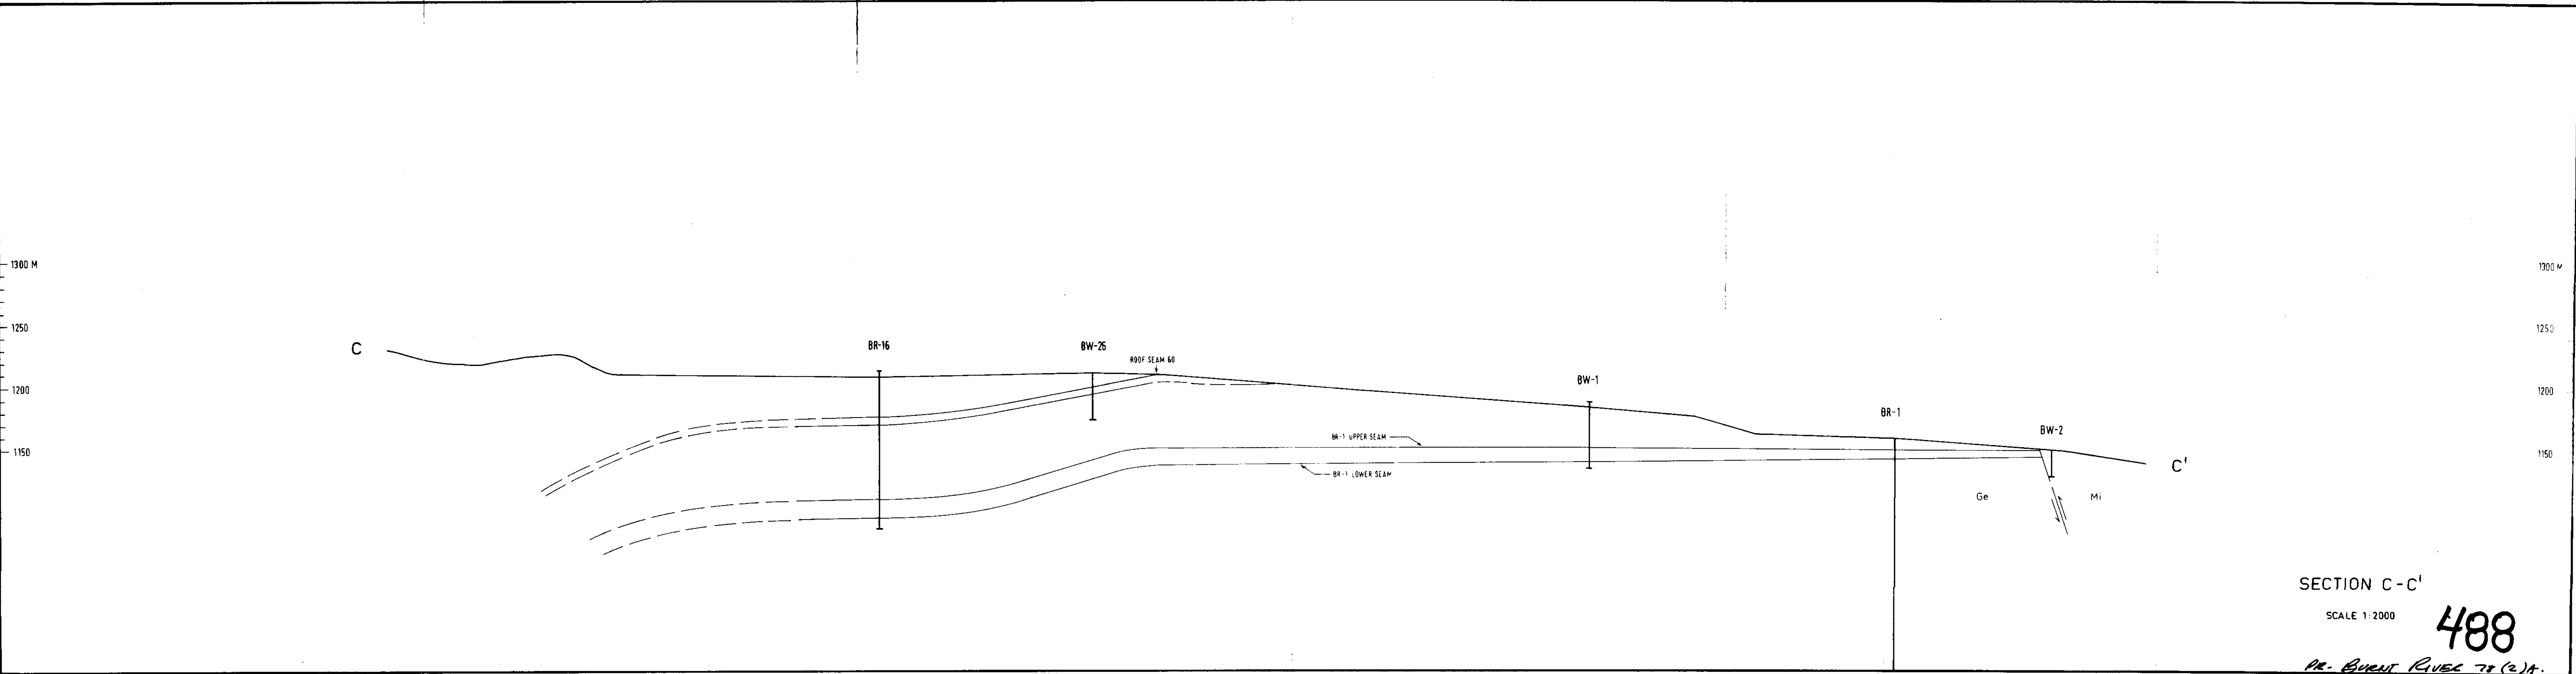 1300 M
1300 M
1250
1250
C
BR-16
BW-26
ROOF SEAM 60
BW-1
1200
1200
BR-1
BW-2
BR-1 UPPER SEAM
1150
1150
C'
BR-1 LOWER SEAM
Ge
Mi
SECTION C-C'
SCALE 1:2000
488
PR- BURNT RIVER 78(2)A.